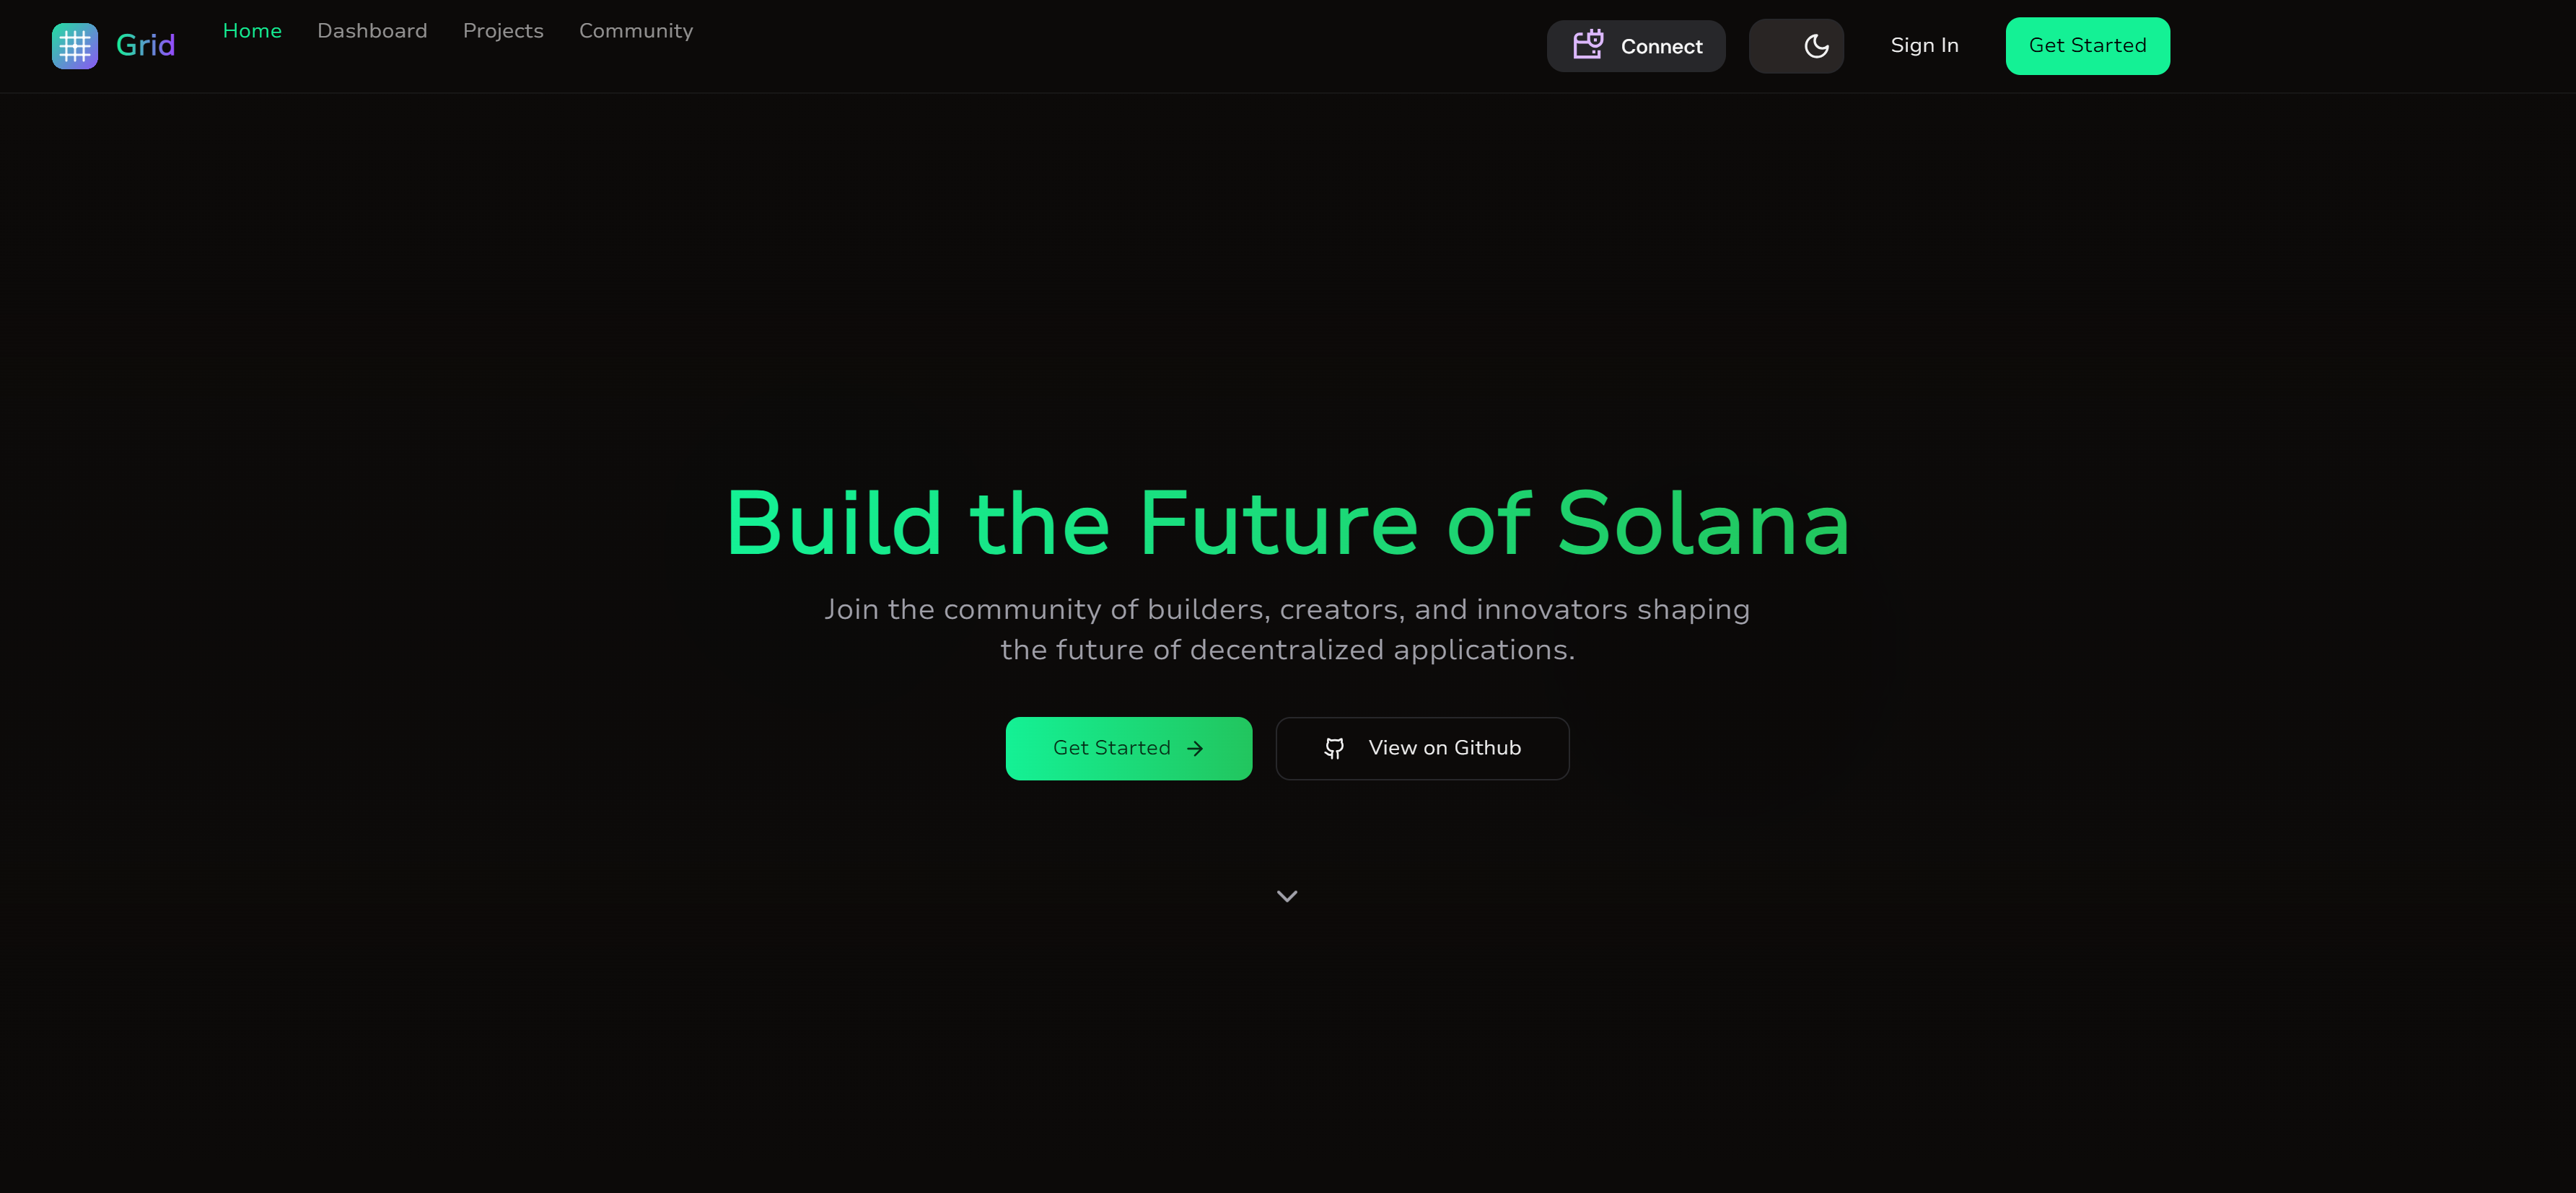 Grid
Home
Dashboard
Projects
Community
Connect
Sign In
Get Started
Build the Future of Solana
Join the community of builders, creators, and innovators shaping
the future of decentralized applications.
Get Started
View on Github